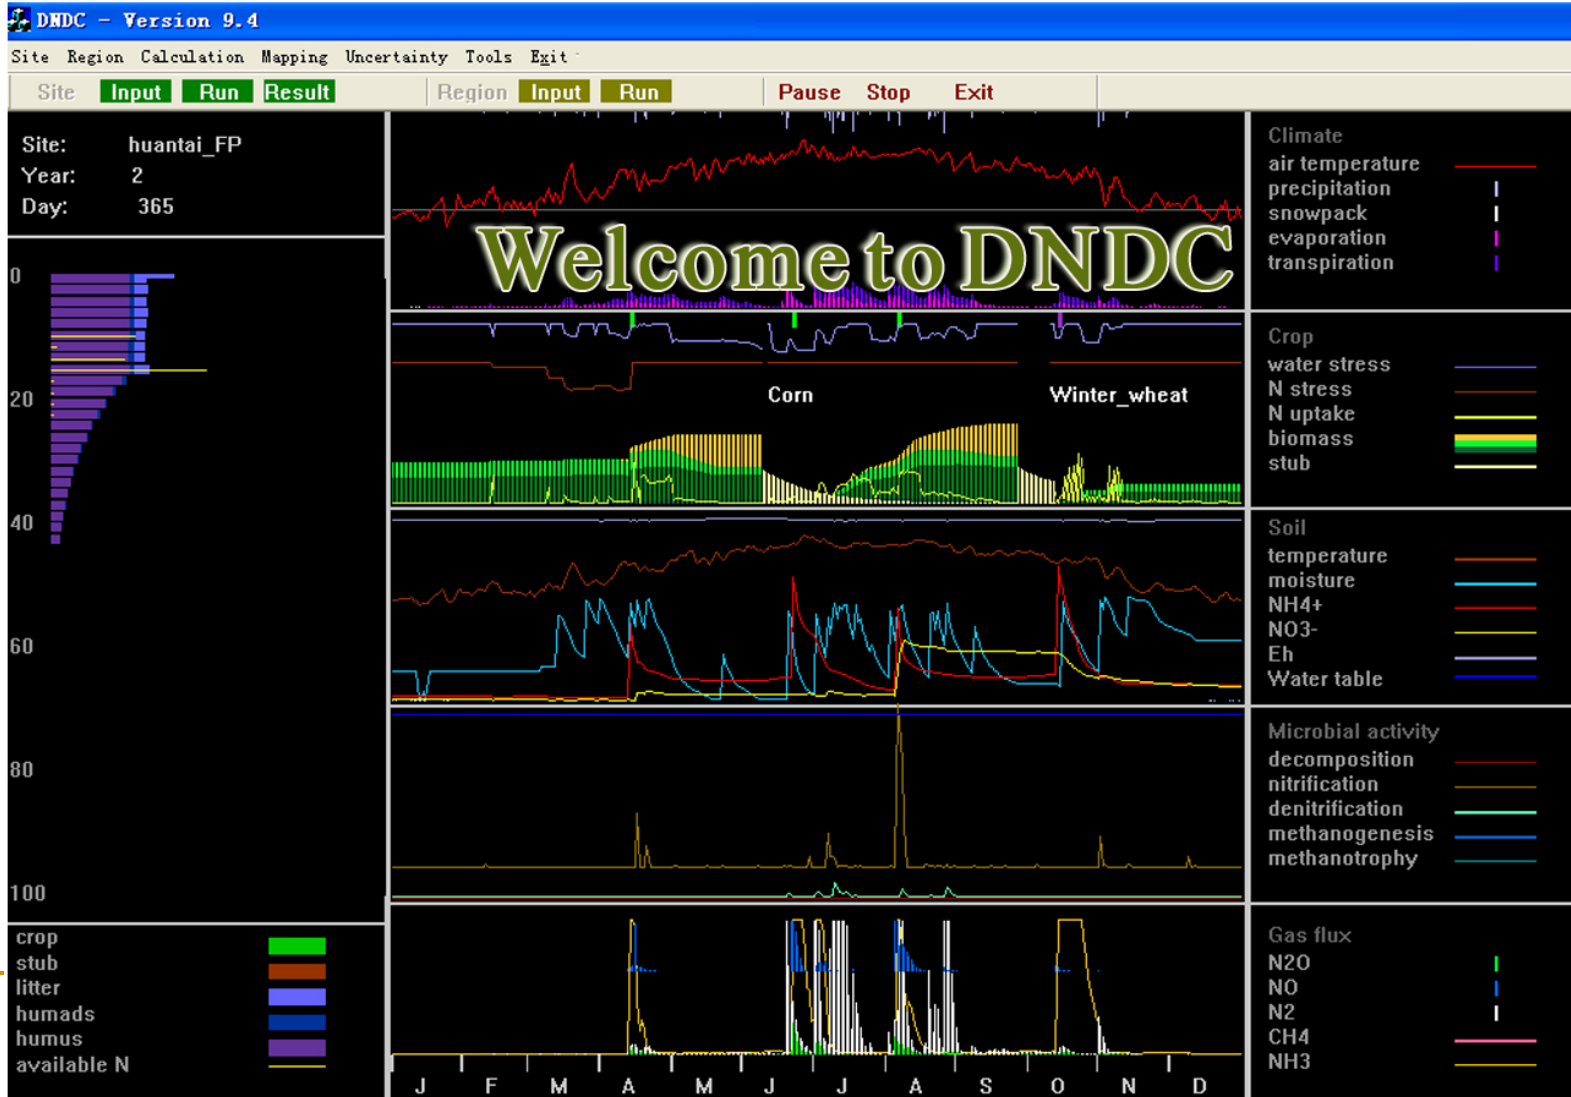 DNDC - Version 9.4
Site Region Calculation Mapping Uncertainty Tools Exit
Site Input Run Result Region Input Run Pause Stop Exit
Site: huantai_FP
Year: 2
Day: 365
0
20
40
60
80
100
crop
stub
litter
humads
humus
available N
Welcome to DNDC
Corn
Winter_wheat
J F M A M J J A S O N D
Climate
air temperature
precipitation
snowpack
evaporation
transpiration
Crop
water stress
N stress
N uptake
biomass
stub
Soil
temperature
moisture
NH4+
NO3-
Eh
Water table
Microbial activity
decomposition
nitrification
denitrification
methanogenesis
methanotrophy
Gas flux
N2O
NO
N2
CH4
NH3